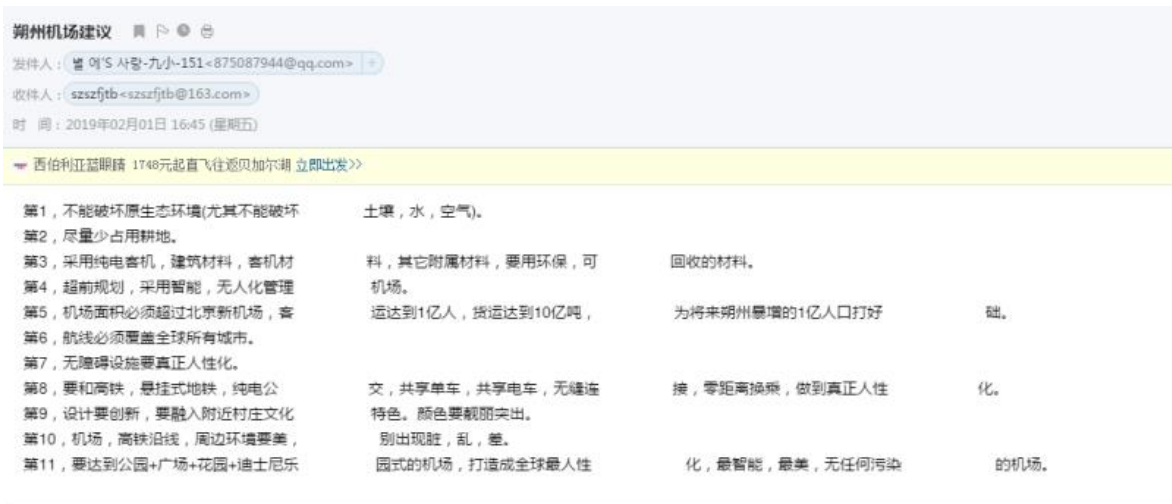 朔州机场建议
发件人：별 에'S 사랑-九小-151<875087944@qq.com> +
收件人：szszfjtb<szszfjtb@163.com>
时 间：2019年02月01日 16:45 (星期五)
西伯利亚蓝眼睛 1748元起直飞往返贝加尔湖 立即出发>>
第1，不能破坏原生态环境(尤其不能破坏 土壤，水，空气)。
第2，尽量少占用耕地。
第3，采用纯电客机，建筑材料，客机材 料，其它附属材料，要用环保，可 回收的材料。
第4，超前规划，采用智能，无人化管理 机场。
第5，机场面积必须超过北京新机场，客 运达到1亿人，货运达到10亿吨， 为将来朔州暴增的1亿人口打好 础。
第6，航线必须覆盖全球所有城市。
第7，无障碍设施要真正人性化。
第8，要和高铁，悬挂式地铁，纯电公 交，共享单车，共享电车，无缝连 接，零距离换乘，做到真正人性 化。
第9，设计要创新，要融入附近村庄文化 特色。颜色要靓丽突出。
第10，机场，高铁沿线，周边环境要美， 别出现脏，乱，差。
第11，要达到公园+广场+花园+迪士尼乐 园式的机场，打造成全球最人性 化，最智能，最美，无任何污染 的机场。